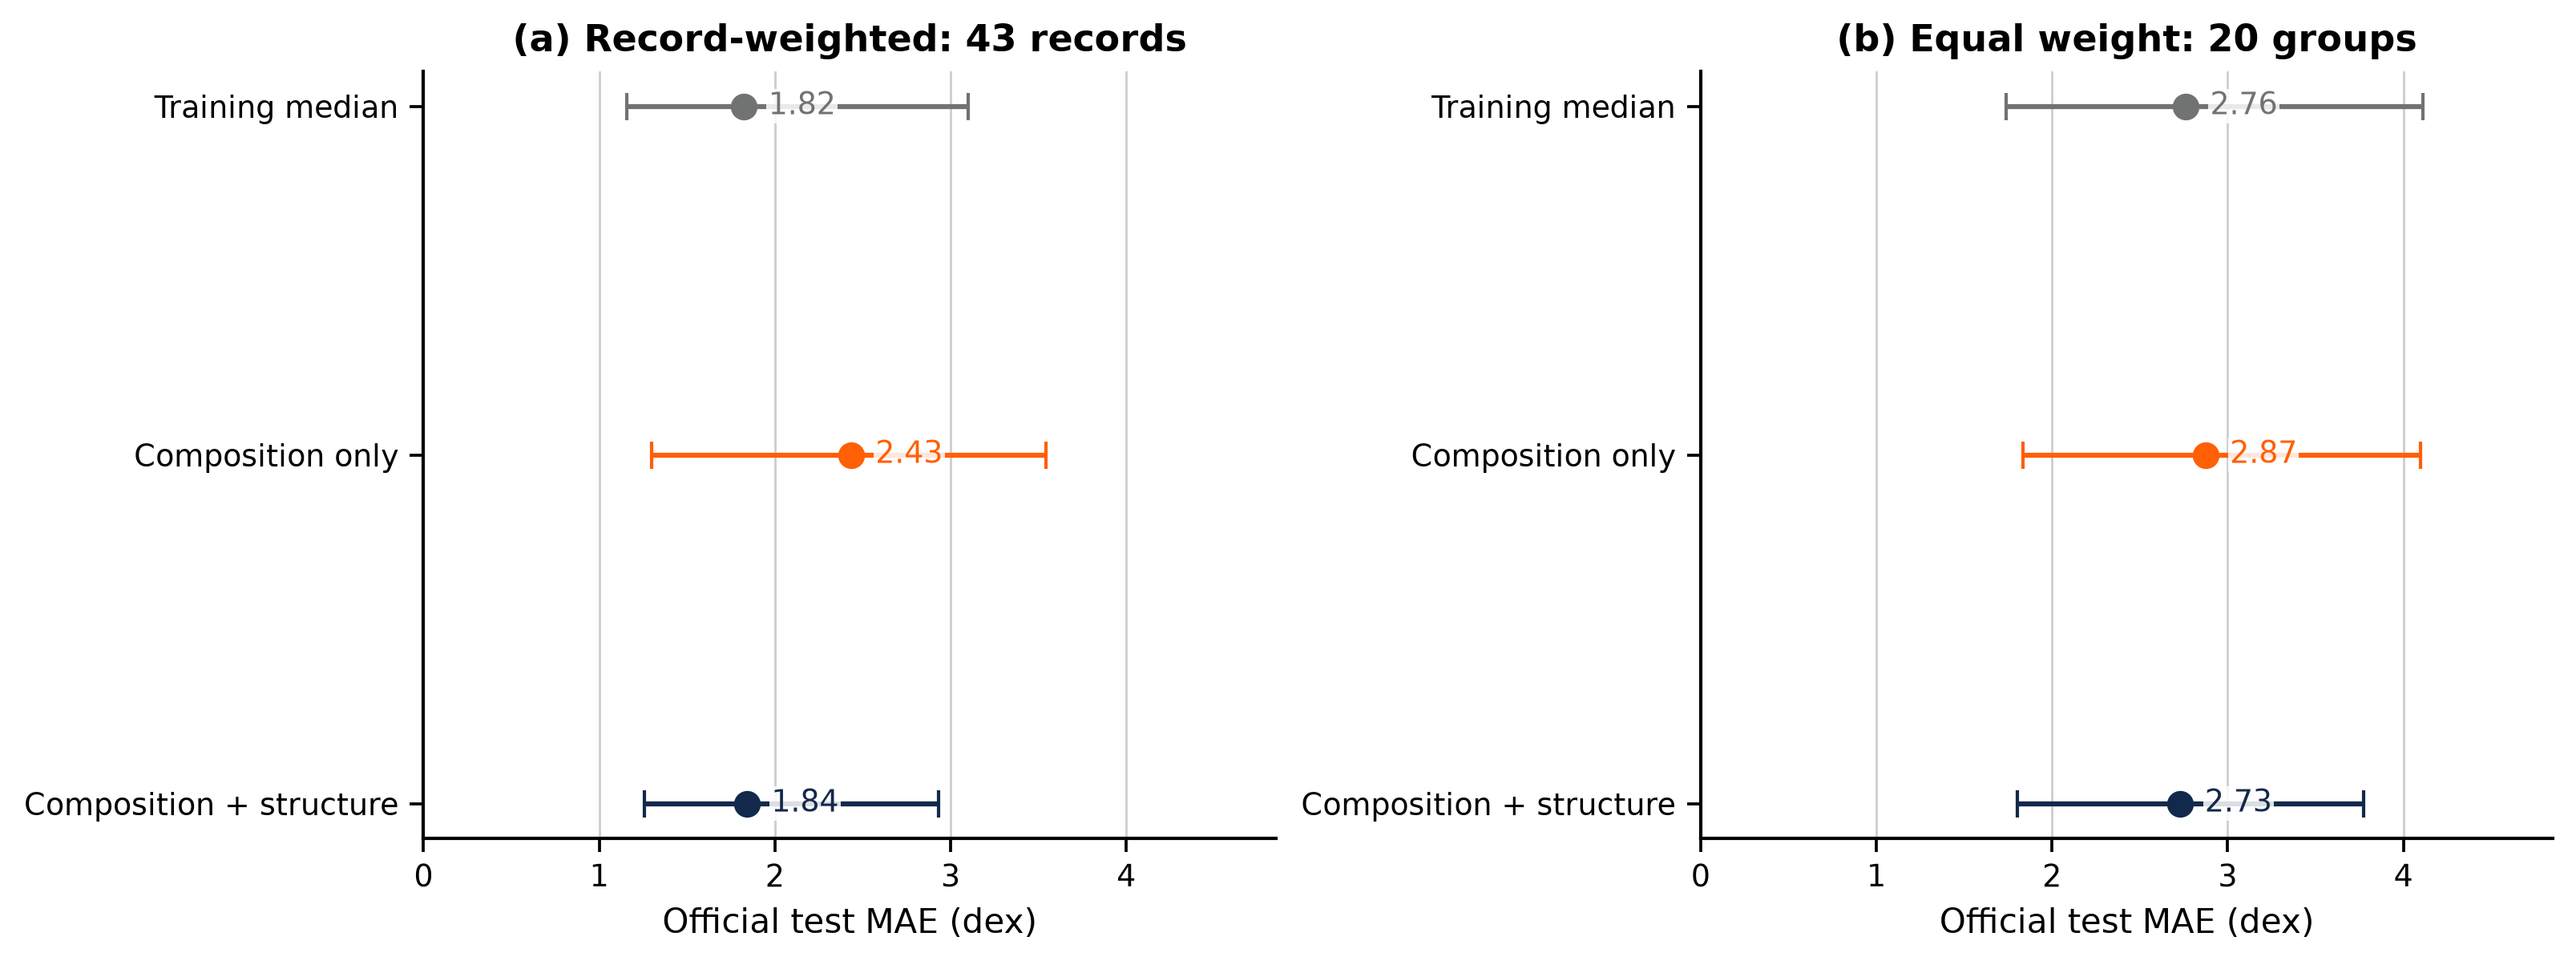 (a) Record-weighted: 43 records
Training median
1.82
Composition only
2.43
Composition + structure
1.84
0 1 2 3 4
Official test MAE (dex)
(b) Equal weight: 20 groups
Training median
2.76
Composition only
2.87
Composition + structure
2.73
0 1 2 3 4
Official test MAE (dex)